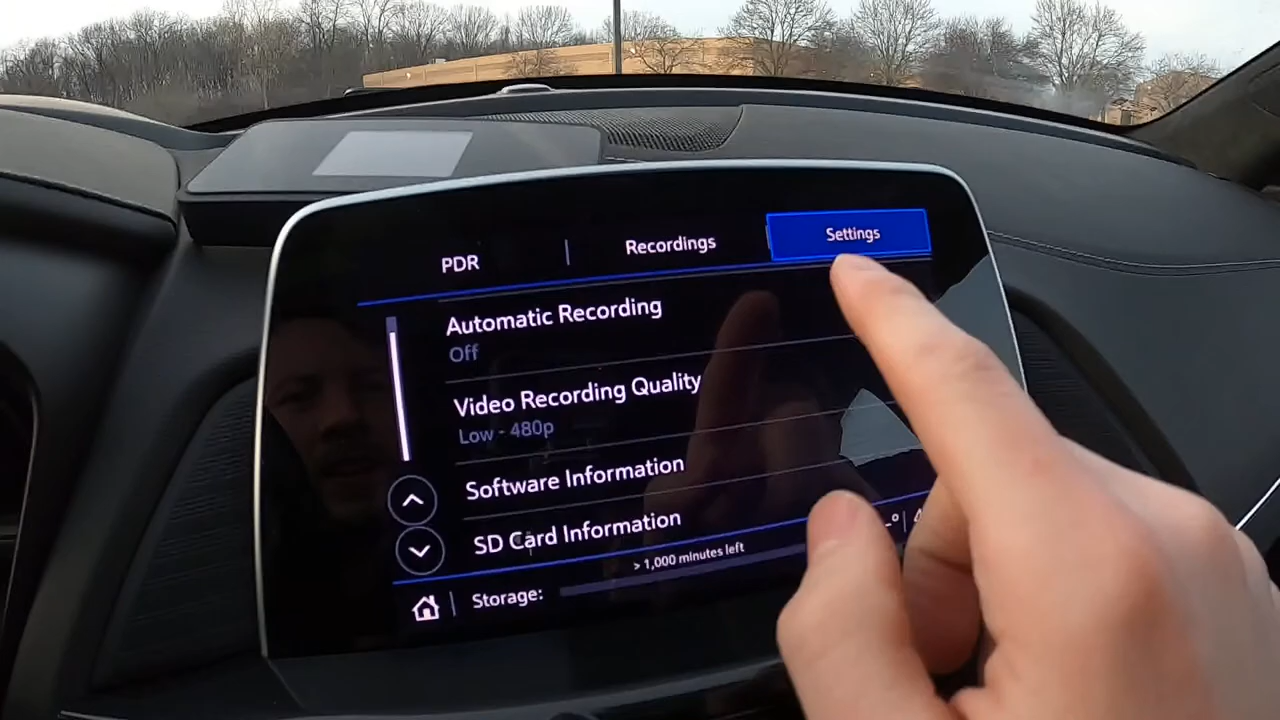 PDR | Recordings Settings
Automatic Recording
Off
Video Recording Quality
Low - 480p
Software Information
SD Card Information
> 1,000 minutes left
Storage: